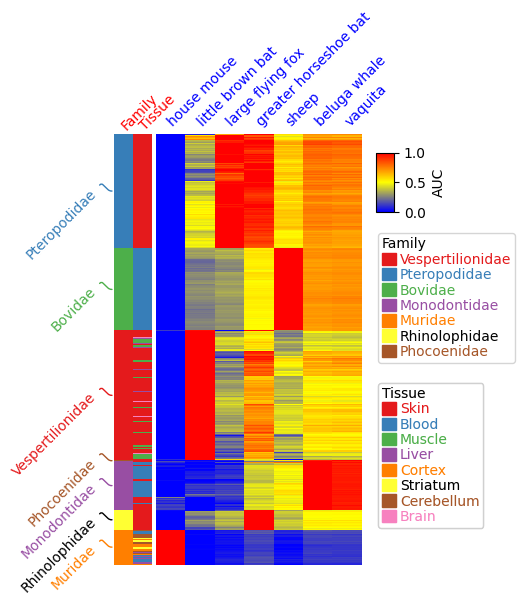 Family
Tissue
house mouse
little brown bat
large flying fox
greater horseshoe bat
sheep
beluga whale
vaquita
1.0
0.5
0.0
AUC
Pteropodidae
Bovidae
Vespertilionidae
Phocoenidae
Monodontidae
Rhinolophidae
Muridae
Family
Vespertilionidae
Pteropodidae
Bovidae
Monodontidae
Muridae
Rhinolophidae
Phocoenidae
Tissue
Skin
Blood
Muscle
Liver
Cortex
Striatum
Cerebellum
Brain